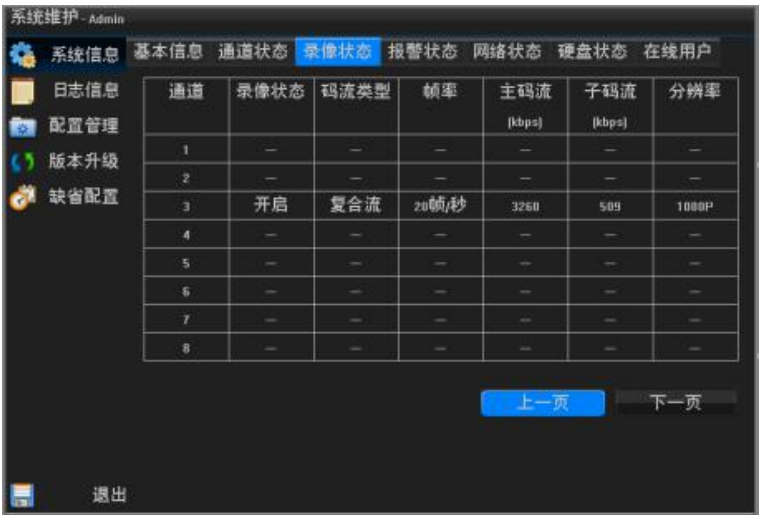 系统维护 - Admin
系统信息 基本信息 通道状态 录像状态 报警状态 网络状态 硬盘状态 在线用户
日志信息
配置管理
版本升级
缺省配置
通道 录像状态 码流类型 帧率 主码流 子码流 分辨率
(kbps) (kbps)
1 — — — — — —
2 — — — — — —
3 开启 复合流 20帧/秒 3260 509 1080P
4 — — — — — —
5 — — — — — —
6 — — — — — —
7 — — — — — —
8 — — — — — —
上一页 下一页
退出